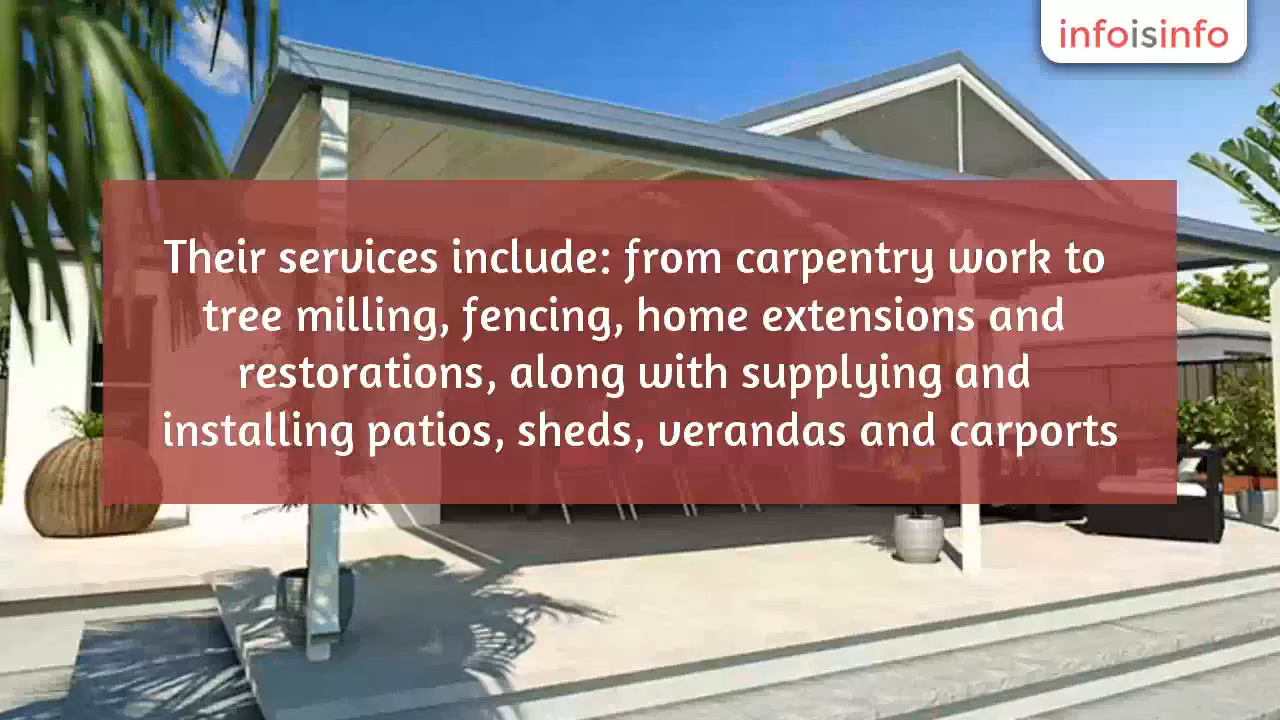 infoisinfo
Their services include: from carpentry work to
tree milling, fencing, home extensions and
restorations, along with supplying and
installing patios, sheds, verandas and carports